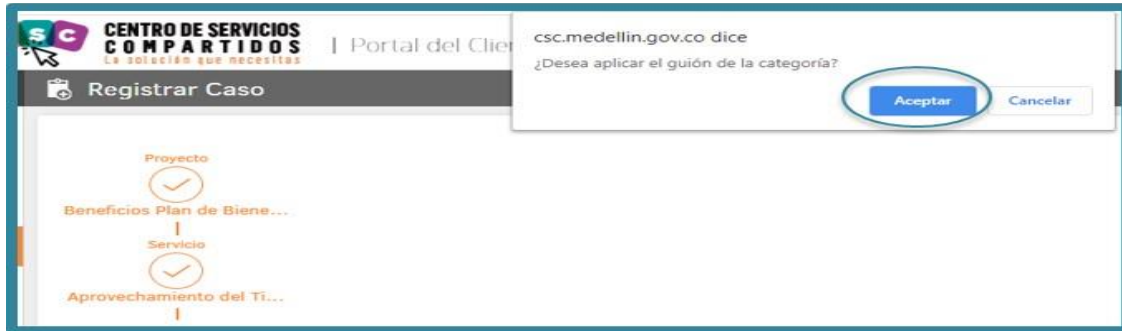 SC
CENTRO DE SERVICIOS
COMPARTIDOS
La solución que necesitas
| Portal del Clien
csc.medellin.gov.co dice
¿Desea aplicar el guión de la categoría?
Aceptar
Cancelar
Registrar Caso
Proyecto
Beneficios Plan de Biene...
Servicio
Aprovechamiento del Ti...